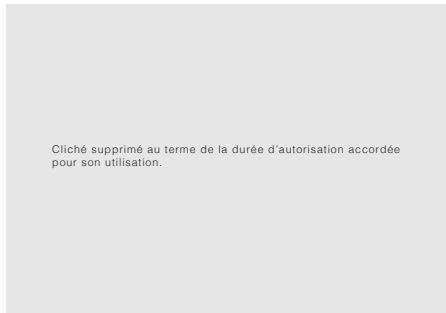 Cliché supprimé au terme de la durée d'autorisation accordée
pour son utilisation.